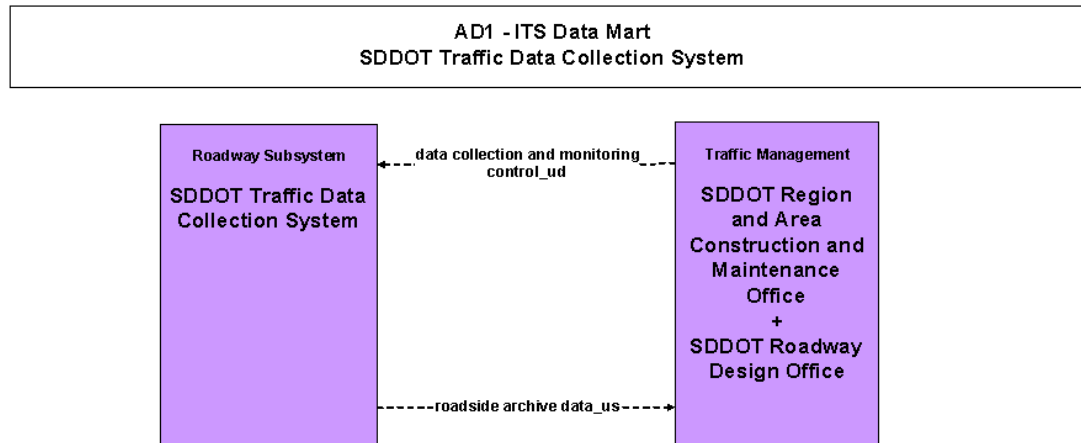 AD1 - ITS Data Mart
SDDOT Traffic Data Collection System
Roadway Subsystem
SDDOT Traffic Data
Collection System
data collection and monitoring
control_ud
Traffic Management
SDDOT Region
and Area
Construction and
Maintenance
Office
+
SDDOT Roadway
Design Office
roadside archive data_us